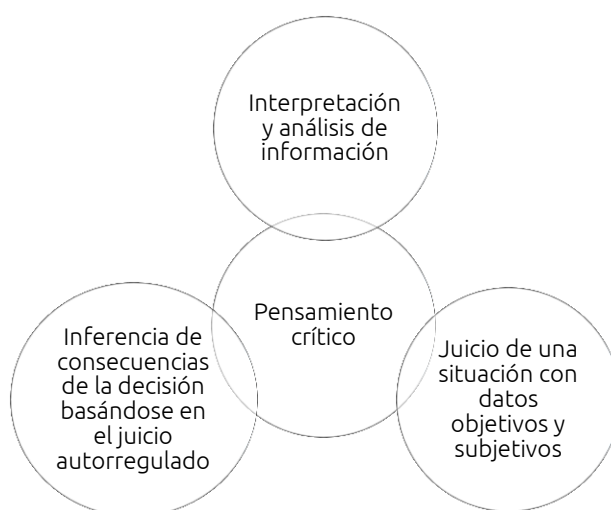 Interpretación
y análisis de
información
Pensamiento
crítico
Inferencia de
consecuencias
de la decisión
basándose en
el juicio
autorregulado
Juicio de una
situación con
datos
objetivos y
subjetivos